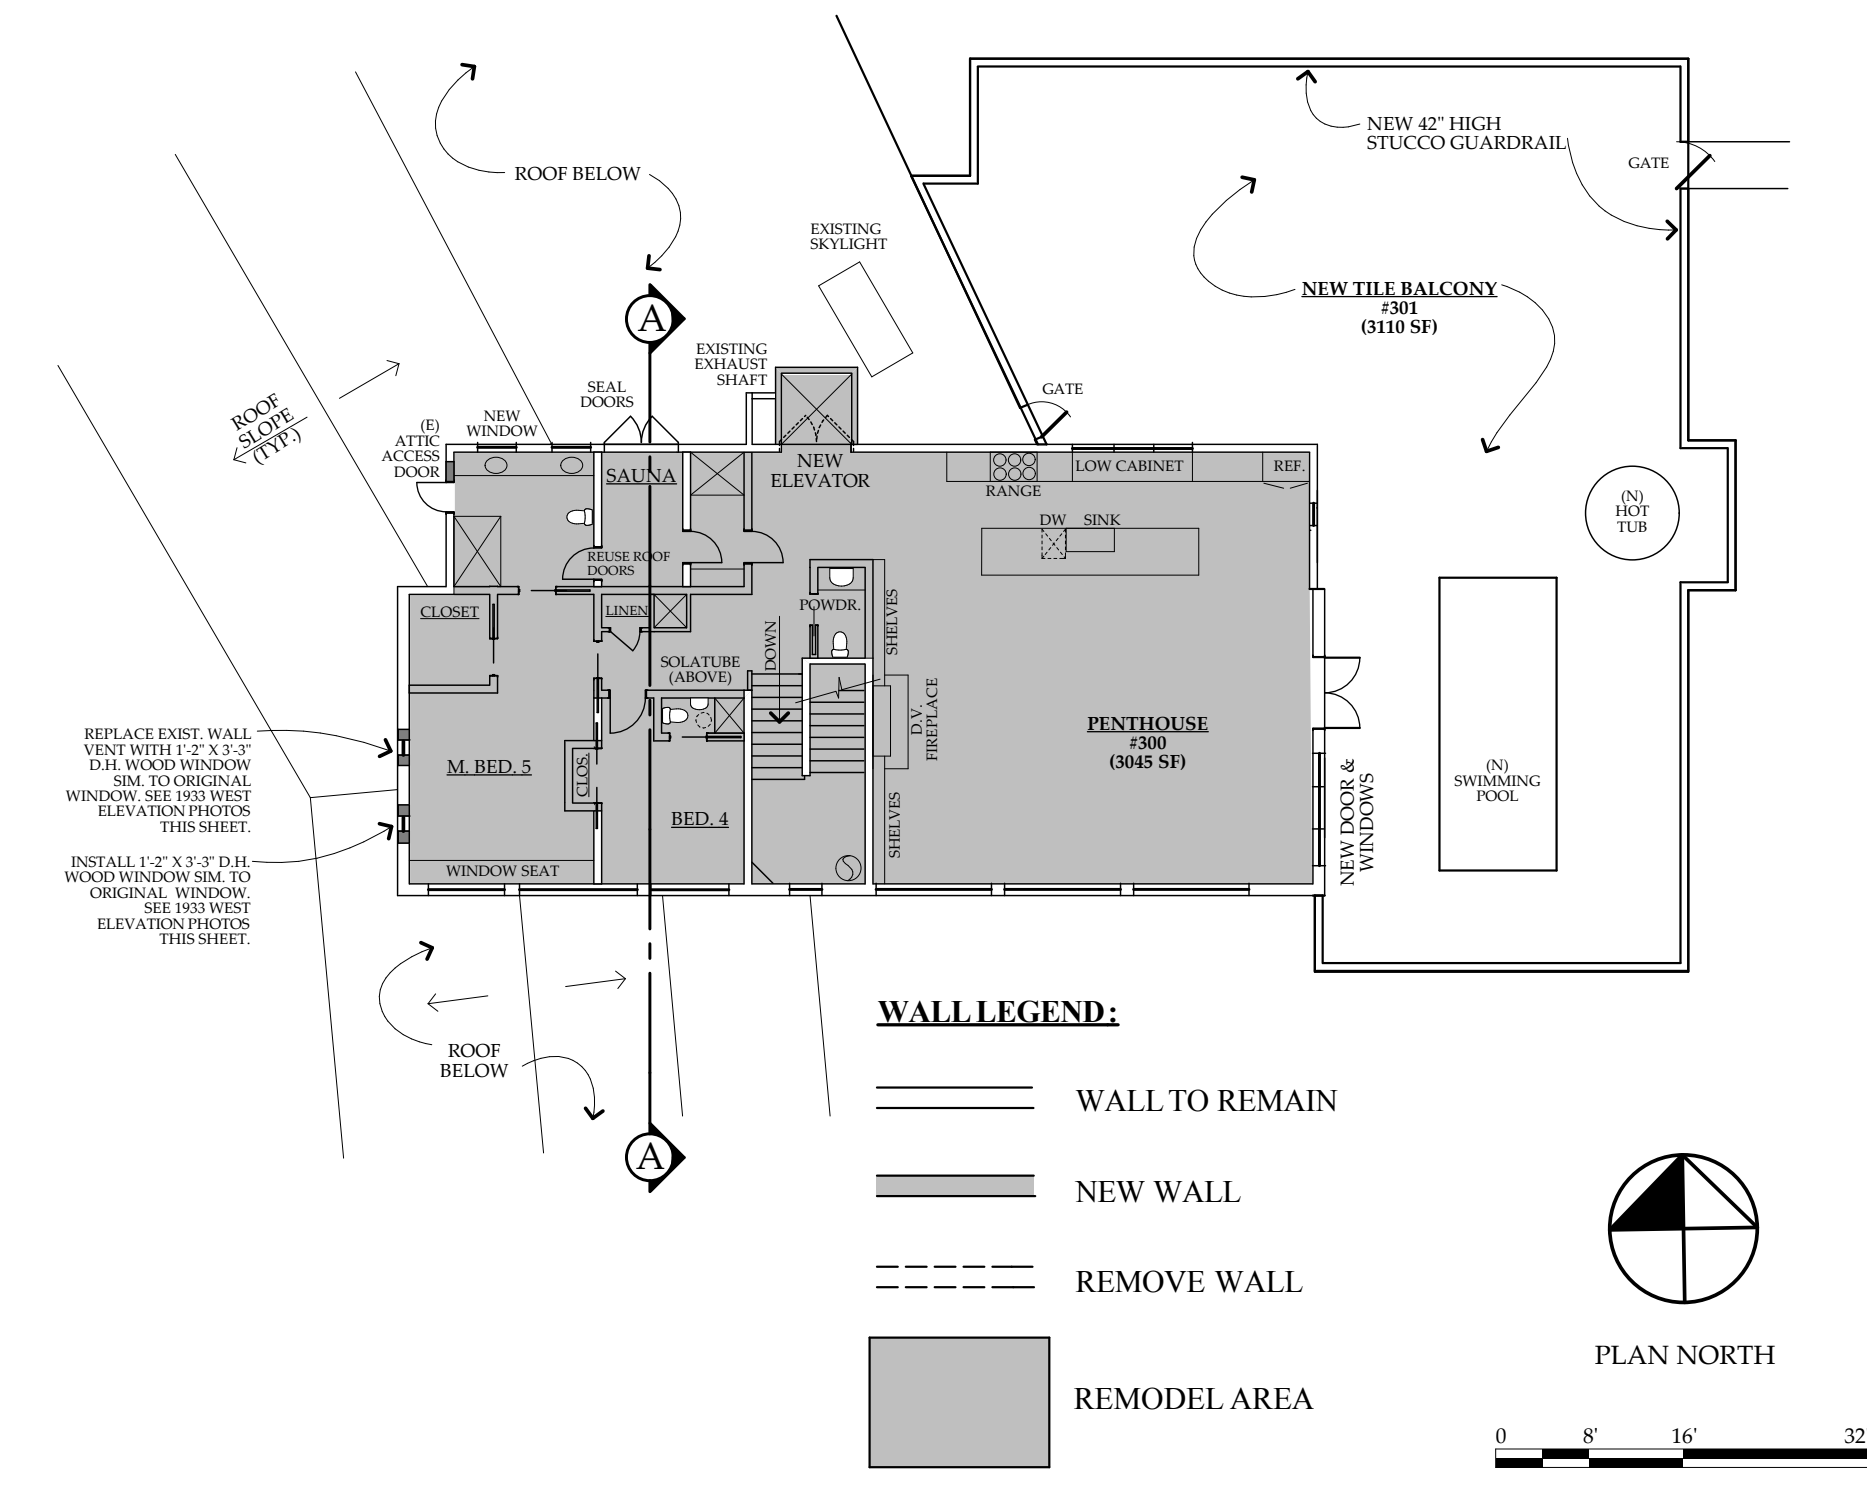 NEW 42" HIGH
STUCCO GUARDRAIL
GATE
ROOF BELOW
EXISTING
SKYLIGHT
NEW TILE BALCONY
#301
(3110 SF)
A
EXISTING
EXHAUST
SHAFT
SEAL
DOORS
GATE
ROOF
SLOPE
(TYP.)
(E)
ATTIC
ACCESS
DOOR
NEW
WINDOW
SAUNA
NEW
ELEVATOR
RANGE
LOW CABINET
REF.
DW
SINK
(N)
HOT
TUB
REUSE ROOF
DOORS
CLOSET
LINEN
POWDR.
SHELVES
DOWN
SOLATUBE
(ABOVE)
D.V.
FIREPLACE
PENTHOUSE
#300
(3045 SF)
REPLACE EXIST. WALL
VENT WITH 1'-2" X 3'-3"
D.H. WOOD WINDOW
SIM. TO ORIGINAL
WINDOW. SEE 1933 WEST
ELEVATION PHOTOS
THIS SHEET.
M. BED. 5
CLOS.
BED. 4
SHELVES
NEW DOOR &
WINDOWS
(N)
SWIMMING
POOL
INSTALL 1'-2" X 3'-3" D.H.
WOOD WINDOW SIM. TO
ORIGINAL WINDOW.
SEE 1933 WEST
ELEVATION PHOTOS
THIS SHEET.
WINDOW SEAT
ROOF
BELOW
A
WALL LEGEND:
WALL TO REMAIN
NEW WALL
REMOVE WALL
REMODEL AREA
PLAN NORTH
0 8' 16' 32